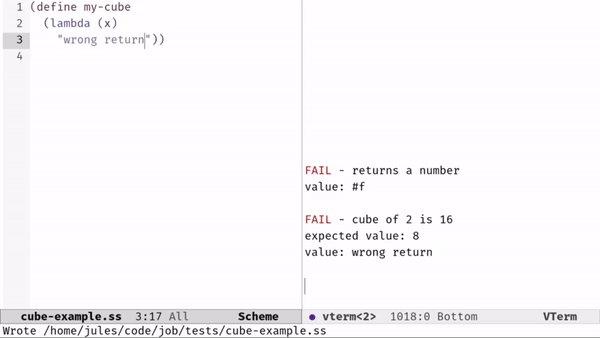 1 (define my-cube
2   (lambda (x)
3     "wrong return"))
4
FAIL - returns a number
value: #f
FAIL - cube of 2 is 16
expected value: 8
value: wrong return
cube-example.ss 3:17 All Scheme
vterm<2> 1018:0 Bottom VTerm
Wrote /home/jules/code/job/tests/cube-example.ss